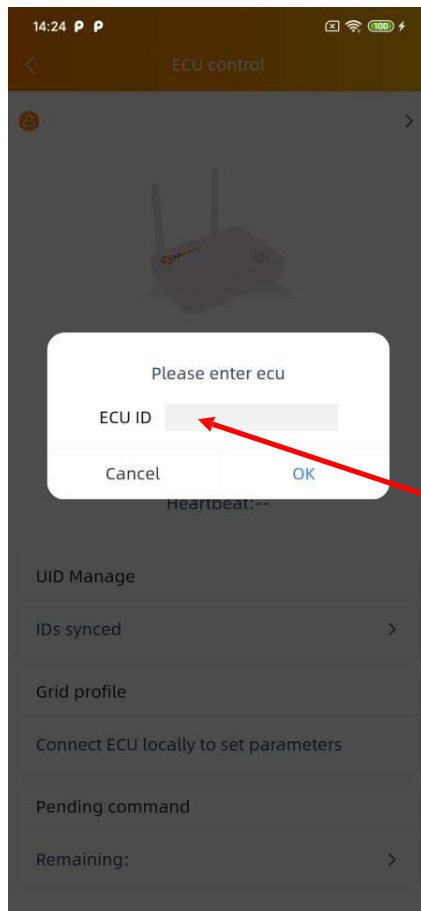 14:24 P P
100
ECU control
Please enter ecu
ECU ID
Cancel OK
Heartbeat:--
UID Manage
IDs synced
Grid profile
Connect ECU locally to set parameters
Pending command
Remaining: